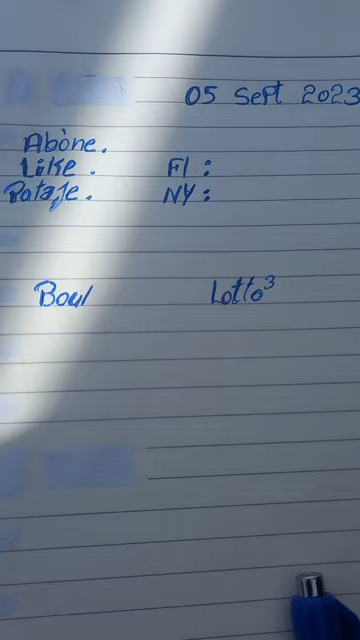 05 Sept 2023
Abòne.
Like. FL :
Pataje. NY :
Boul Lotto³